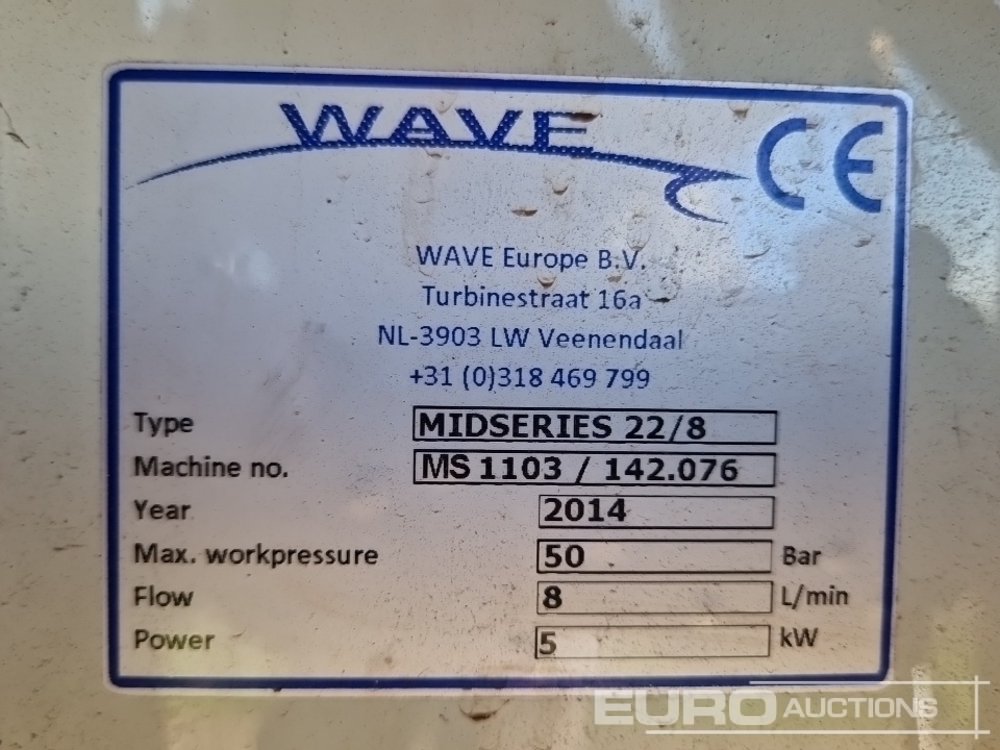 WAVE CE
WAVE Europe B.V.
Turbinestraat 16a
NL-3903 LW Veenendaal
+31 (0)318 469 799
Type MIDSERIES 22/8
Machine no. MS 1103 / 142.076
Year 2014
Max. workpressure 50 Bar
Flow 8 L/min
Power 5 kW
EURO AUCTIONS